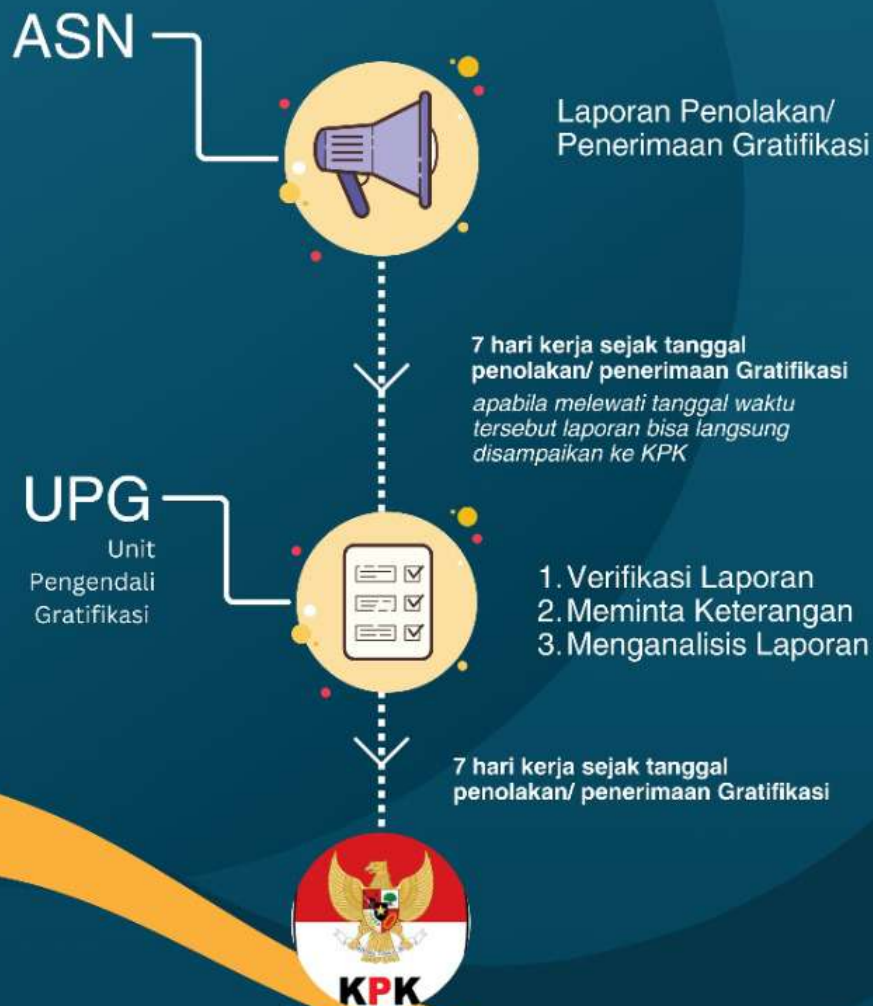 ASN
Laporan Penolakan/
Penerimaan Gratifikasi
7 hari kerja sejak tanggal
penolakan/ penerimaan Gratifikasi
apabila melewati tanggal waktu
tersebut laporan bisa langsung
disampaikan ke KPK
UPG
Unit
Pengendali
Gratifikasi
1. Verifikasi Laporan
2. Meminta Keterangan
3. Menganalisis Laporan
7 hari kerja sejak tanggal
penolakan/ penerimaan Gratifikasi
KPK